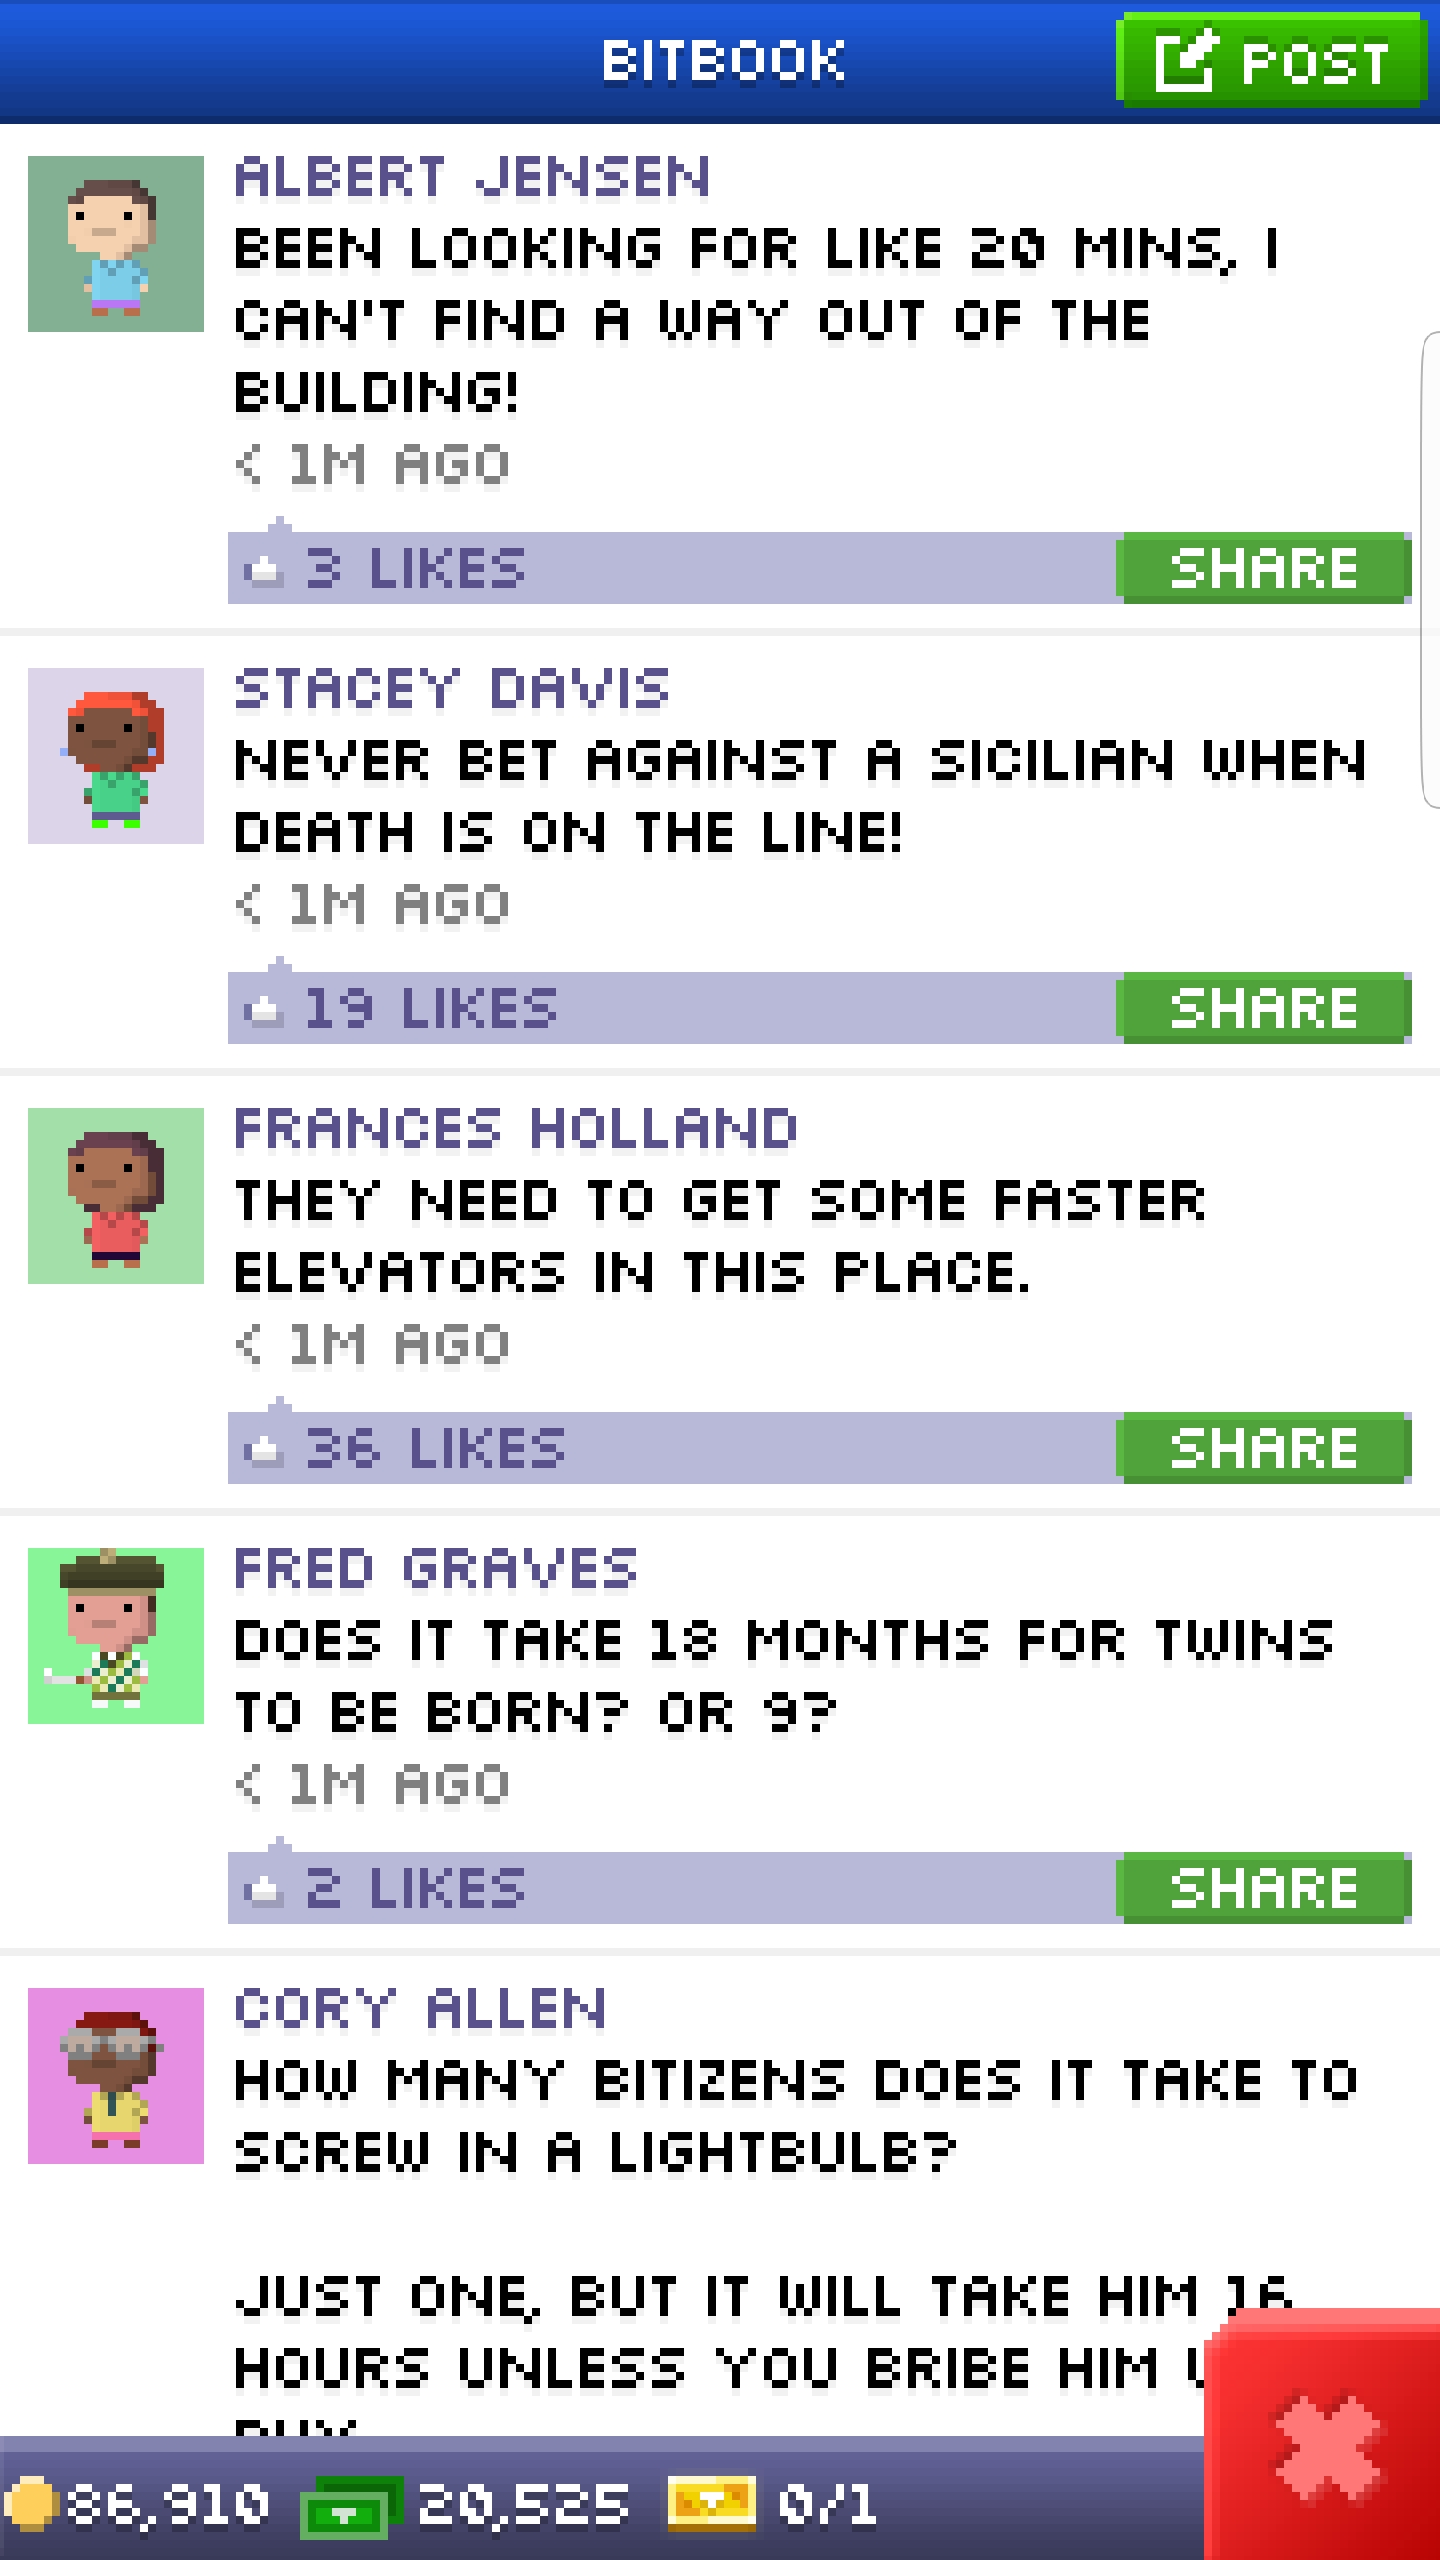 BITBOOK
POST
ALBERT JENSEN
BEEN LOOKING FOR LIKE 20 MINS, I
CAN'T FIND A WAY OUT OF THE
BUILDING!
< 1M AGO
3 LIKES
SHARE
STACEY DAVIS
NEVER BET AGAINST A SICILIAN WHEN
DEATH IS ON THE LINE!
< 1M AGO
19 LIKES
SHARE
FRANCES HOLLAND
THEY NEED TO GET SOME FASTER
ELEVATORS IN THIS PLACE.
< 1M AGO
36 LIKES
SHARE
FRED GRAVES
DOES IT TAKE 18 MONTHS FOR TWINS
TO BE BORN? OR 9?
< 1M AGO
2 LIKES
SHARE
CORY ALLEN
HOW MANY BITIZENS DOES IT TAKE TO
SCREW IN A LIGHTBULB?
JUST ONE, BUT IT WILL TAKE HIM 16
HOURS UNLESS YOU BRIBE HIM
86,910
20,525
0/1